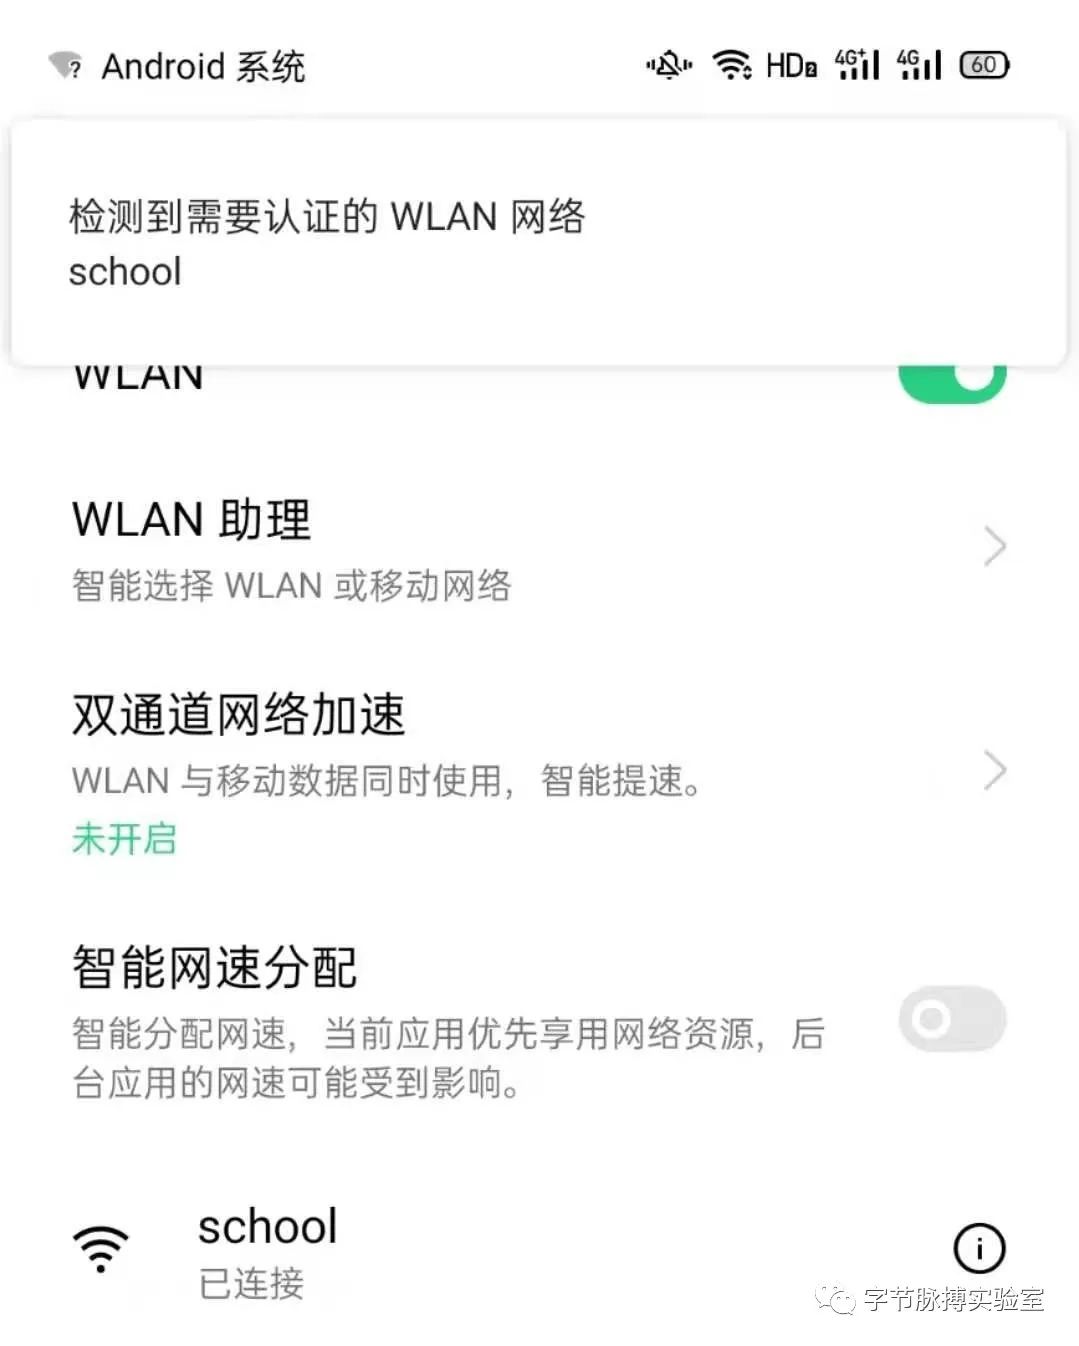 Android 系统
HD2 4G+ 4G 60
检测到需要认证的 WLAN 网络
school
WLAN
WLAN 助理
智能选择 WLAN 或移动网络
双通道网络加速
WLAN 与移动数据同时使用，智能提速。
未开启
智能网速分配
智能分配网速，当前应用优先享用网络资源，后
台应用的网速可能受到影响。
school
已连接
字节脉搏实验室